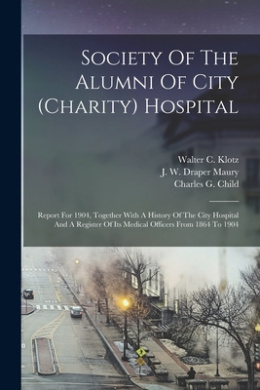 Society Of The
Alumni Of City
(Charity) Hospital
Walter C. Klotz
J. W. Draper Maury
Charles G. Child
Report For 1904, Together With A History Of The City Hospital
And A Register Of Its Medical Officers From 1864 To 1904